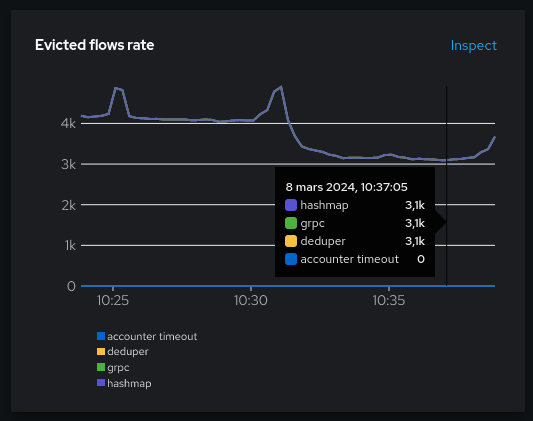 Evicted flows rate
Inspect
4k
3k
2k
1k
0
8 mars 2024, 10:37:05
hashmap 3,1k
grpc 3,1k
deduper 3,1k
accounter timeout 0
10:25 10:30 10:35
accounter timeout
deduper
grpc
hashmap